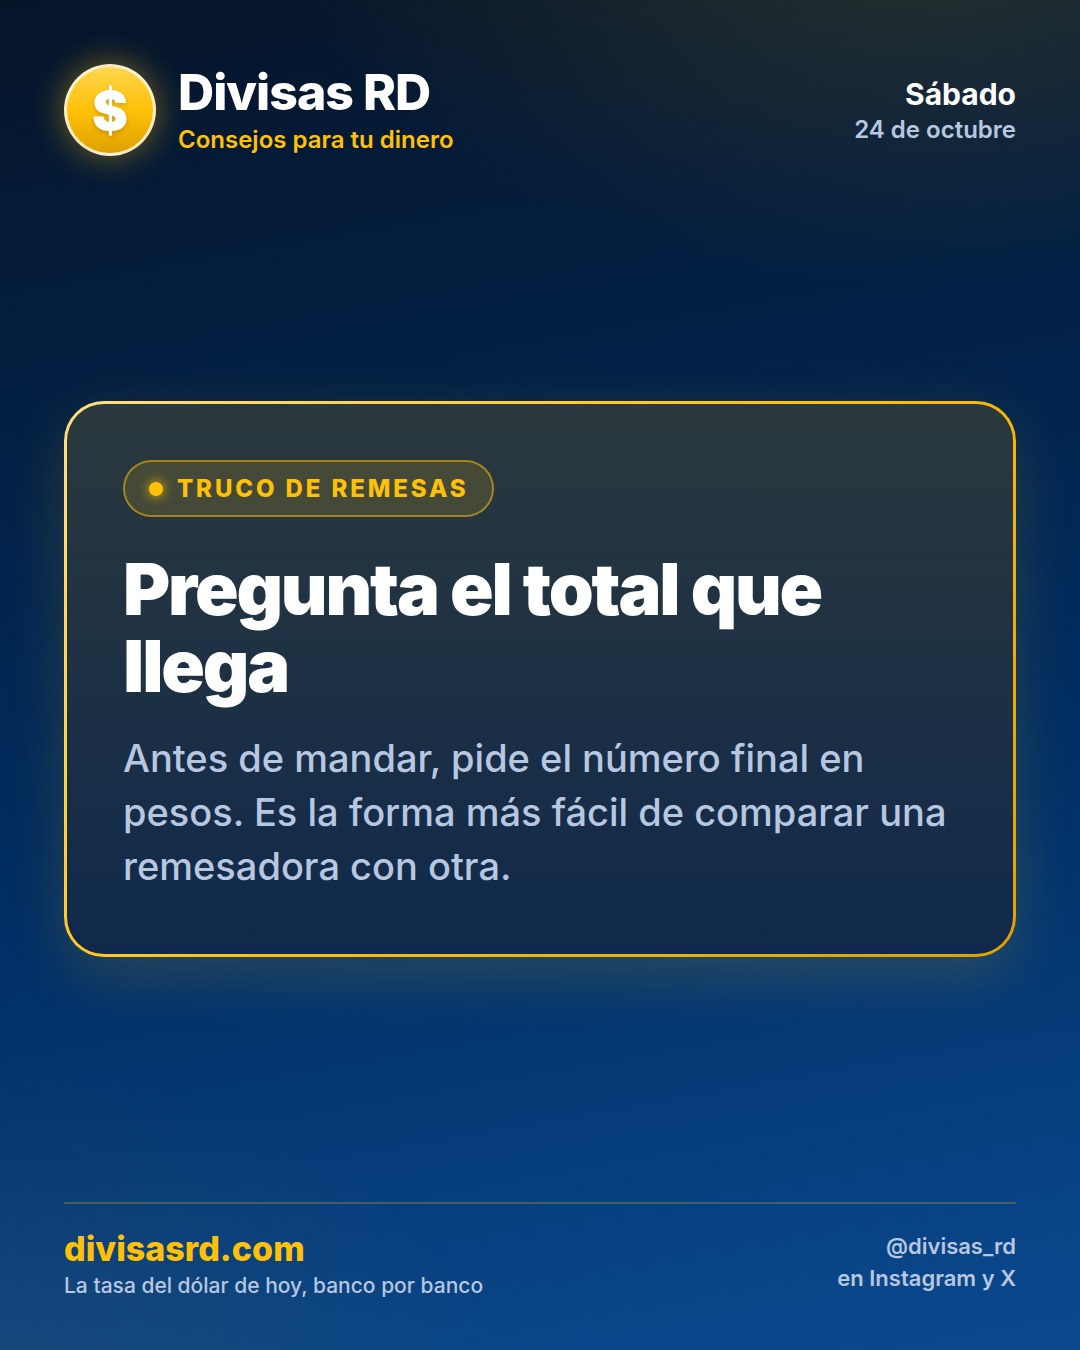 $
Divisas RD
Consejos para tu dinero
Sábado
24 de octubre
TRUCO DE REMESAS
Pregunta el total que
llega
Antes de mandar, pide el número final en
pesos. Es la forma más fácil de comparar una
remesadora con otra.
divisasrd.com
La tasa del dólar de hoy, banco por banco
@divisas_rd
en Instagram y X